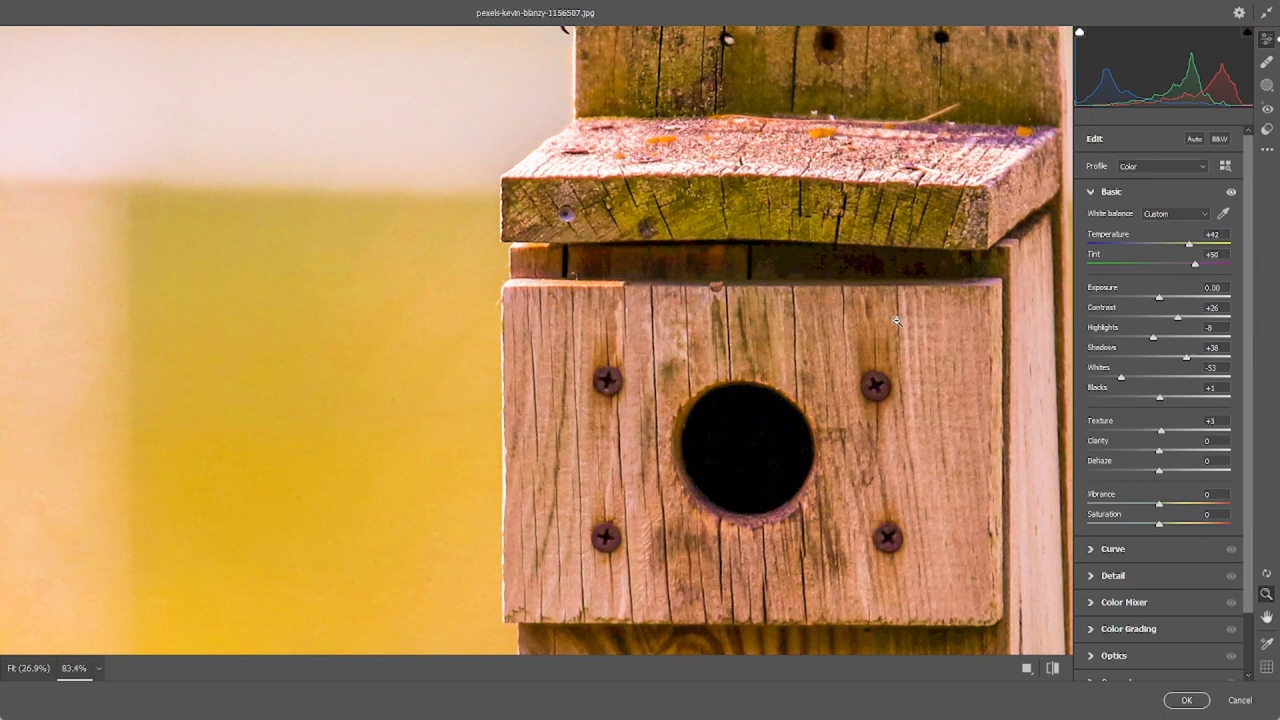 pexels-kevin-blanzy-1156507.jpg
Edit Auto B&W
Profile Color
Basic
White balance Custom
Temperature +42
Tint +50
Exposure 0.00
Contrast +26
Highlights -8
Shadows +38
Whites -53
Blacks +1
Texture +3
Clarity 0
Dehaze 0
Vibrance 0
Saturation 0
Curve
Detail
Color Mixer
Color Grading
Optics
Fit (26.9%) 83.4%
OK Cancel